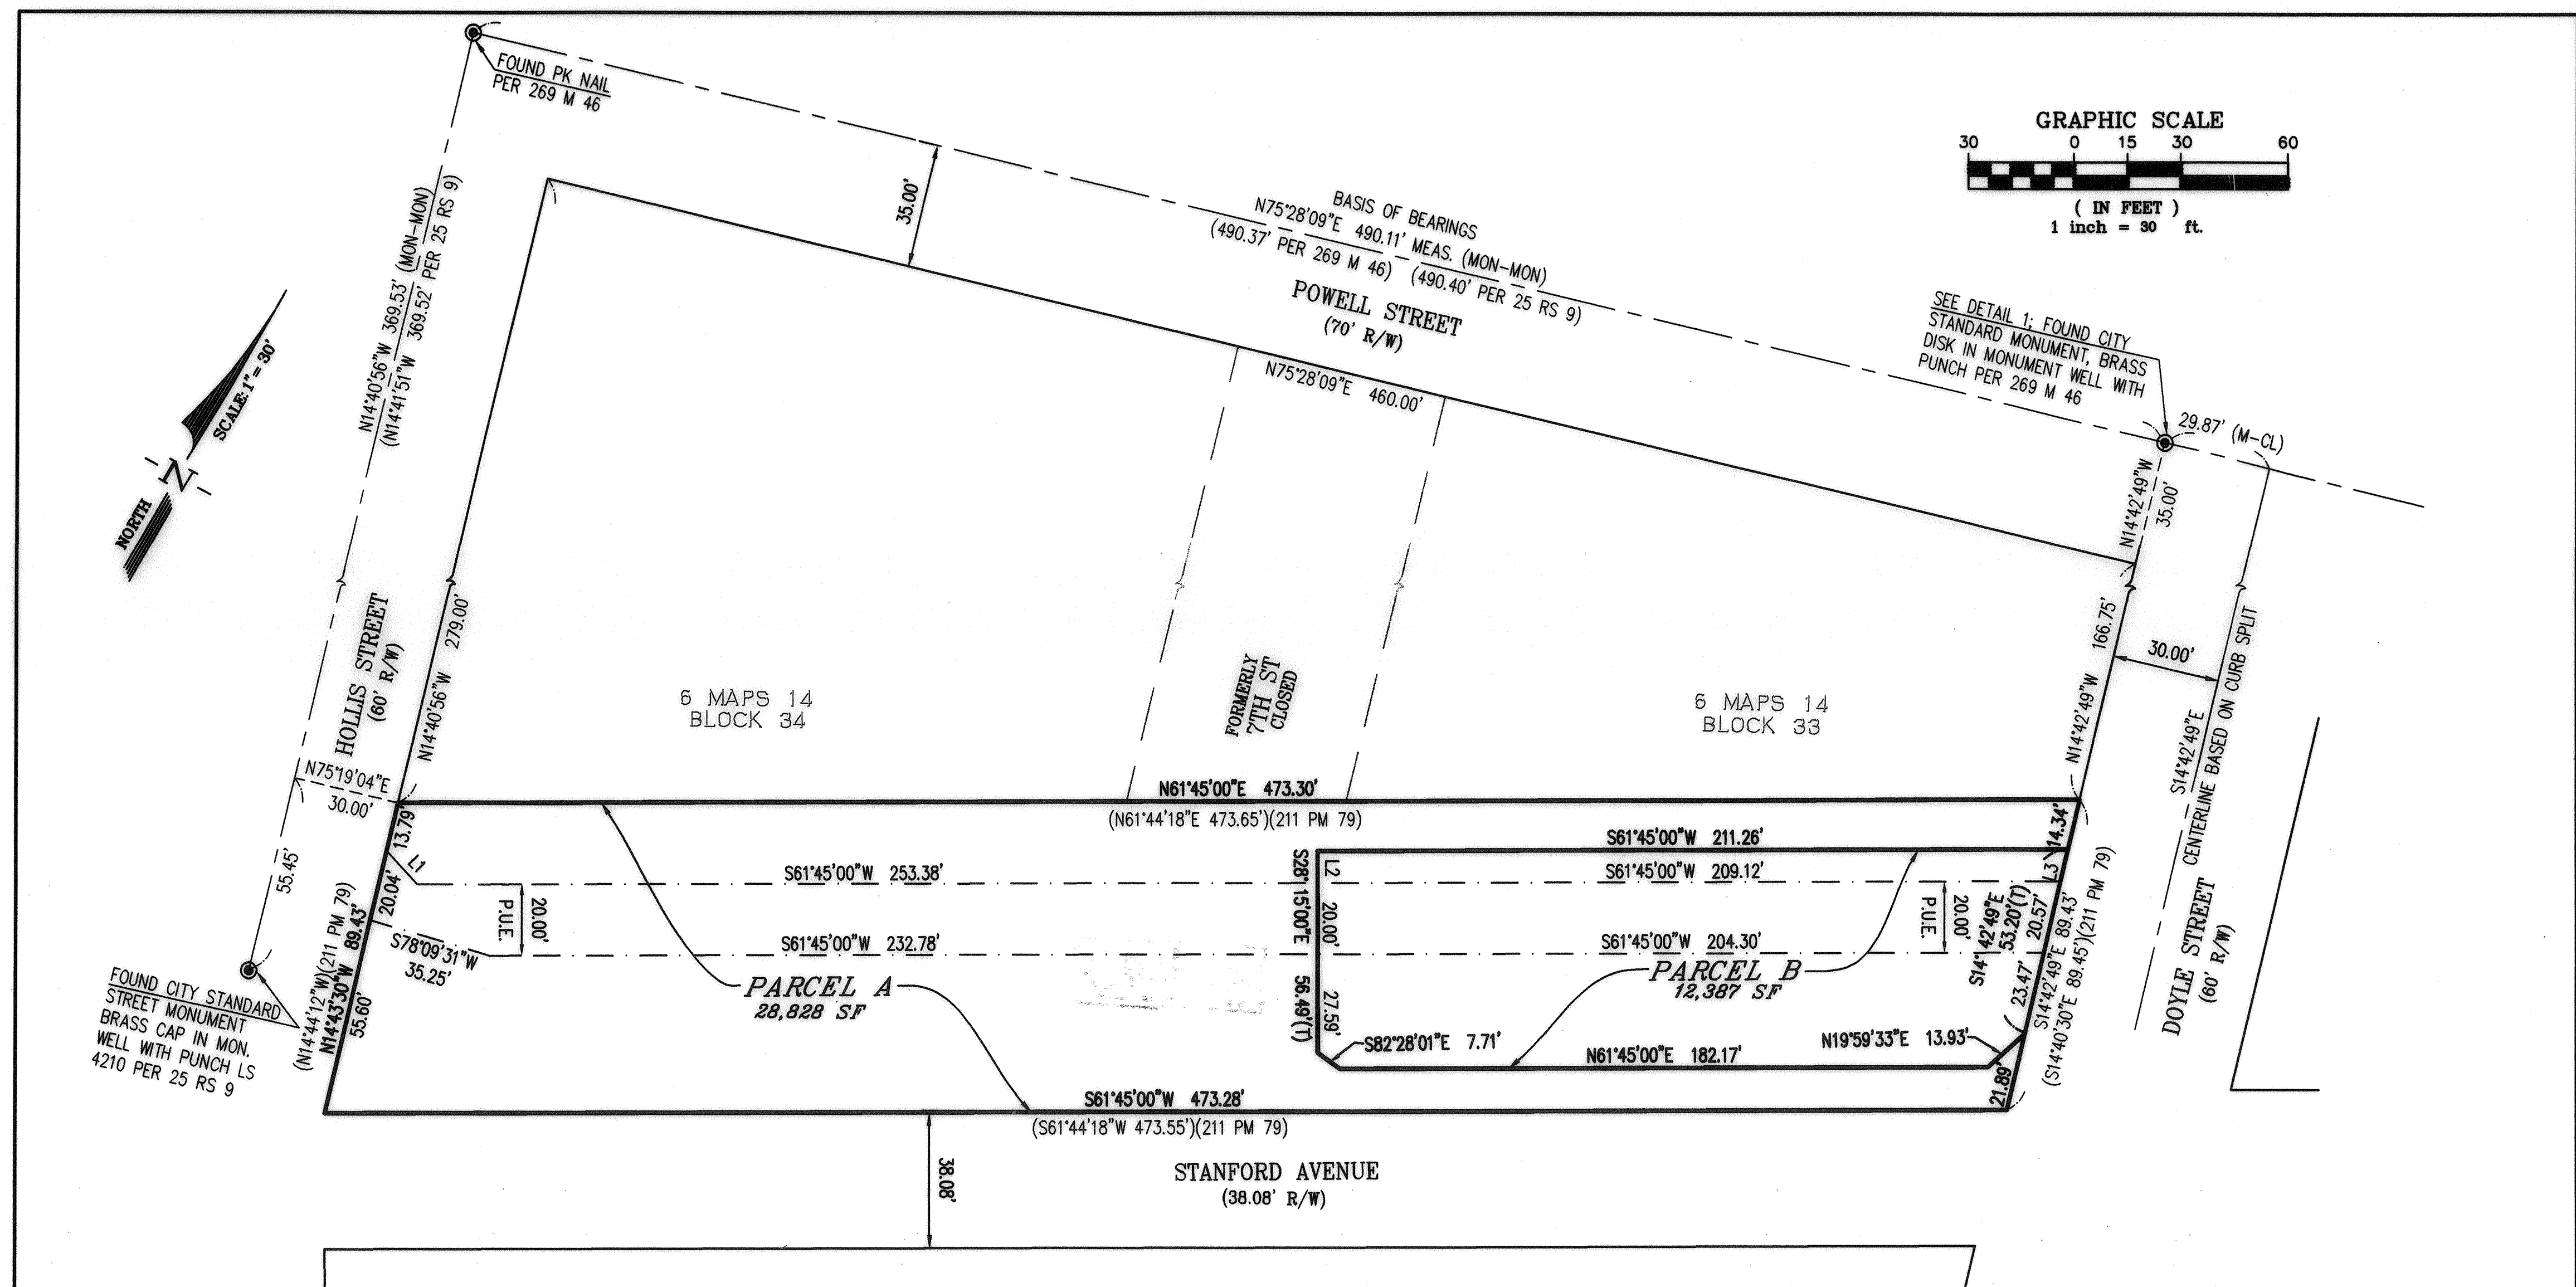 FOUND PK NAIL
PER 269 M 46
GRAPHIC SCALE
30 0 15 30 60
( IN FEET )
1 inch = 30 ft.
35.00'
BASIS OF BEARINGS
N75°28'09"E 490.11' MEAS. (MON-MON)
(490.37' PER 269 M 46) (490.40' PER 25 RS 9)
POWELL STREET
(70' R/W)
N75°28'09"E 460.00'
SEE DETAIL 1; FOUND CITY
STANDARD MONUMENT, BRASS
DISK IN MONUMENT WELL WITH
PUNCH PER 269 M 46
29.87' (M-CL)
N14°42'49"W
35.00'
N14°40'56"W 369.53' (MON-MON)
(N14°41'51"W 369.52' PER 25 RS 9)
SCALE: 1" = 30'
N
NORTH
HOLLIS STREET
(60' R/W)
N14°40'56"W 279.00'
6 MAPS 14
BLOCK 34
FORMERLY
7TH ST
CLOSED
6 MAPS 14
BLOCK 33
N14°42'49"W 166.75'
30.00'
S14°42'49"E
CENTERLINE BASED ON CURB SPLIT
DOYLE STREET
(60' R/W)
N75°19'04"E
30.00'
55.45'
N61°45'00"E 473.30'
(N61°44'18"E 473.65')(211 PM 79)
13.79'
L1
20.04'
S61°45'00"W 253.38'
P.U.E.
20.00'
S61°45'00"W 232.78'
S78°09'31"W
35.25'
(N14°44'12"W)(211 PM 79)
N14°43'30"W 89.43'
55.60'
FOUND CITY STANDARD
STREET MONUMENT
BRASS CAP IN MON.
WELL WITH PUNCH LS
4210 PER 25 RS 9
PARCEL A
28,828 SF
S61°45'00"W 211.26'
14.34'
S28°15'00"E 56.49'(T)
L2
20.00'
27.59'
S61°45'00"W 209.12'
L3
P.U.E.
20.00'
S61°45'00"W 204.30'
S14°42'49"E
53.20'(T)
20.57'
23.47'
S14°42'49"E 89.43'
(S14°40'30"E 89.45')(211 PM 79)
PARCEL B
12,387 SF
S82°28'01"E 7.71'
N61°45'00"E 182.17'
N19°59'33"E 13.93'
21.89'
S61°45'00"W 473.28'
(S61°44'18"W 473.55')(211 PM 79)
38.08'
STANFORD AVENUE
(38.08' R/W)